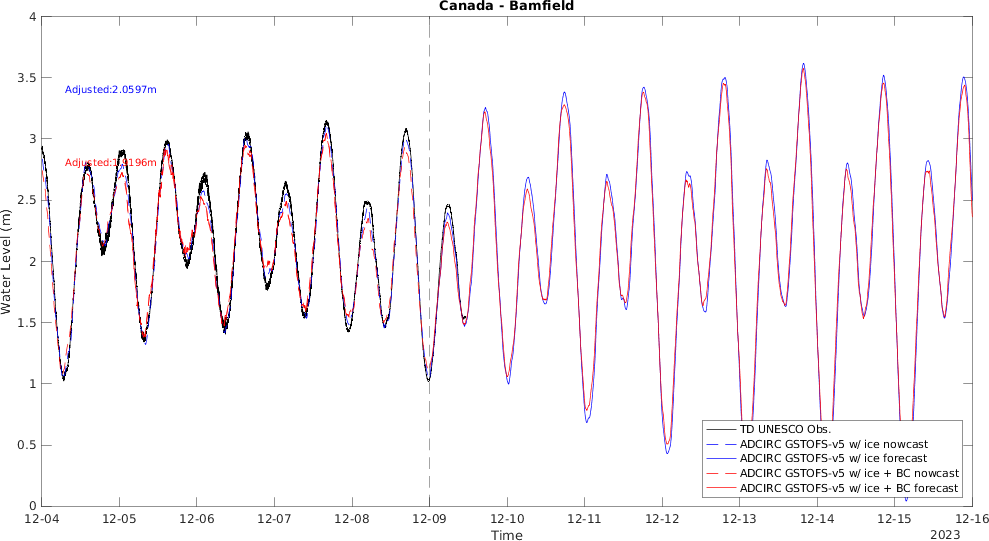 Canada - Bamfield
4
3.5
3
2.5
2
1.5
1
0.5
0
Water Level (m)
Adjusted:2.0597m
TD UNESCO Obs.
ADCIRC GSTOFS-v5 w/ ice nowcast
ADCIRC GSTOFS-v5 w/ ice forecast
ADCIRC GSTOFS-v5 w/ ice + BC nowcast
ADCIRC GSTOFS-v5 w/ ice + BC forecast
12-04 12-05 12-06 12-07 12-08 12-09 12-10 12-11 12-12 12-13 12-14 12-15 12-16
Time
2023